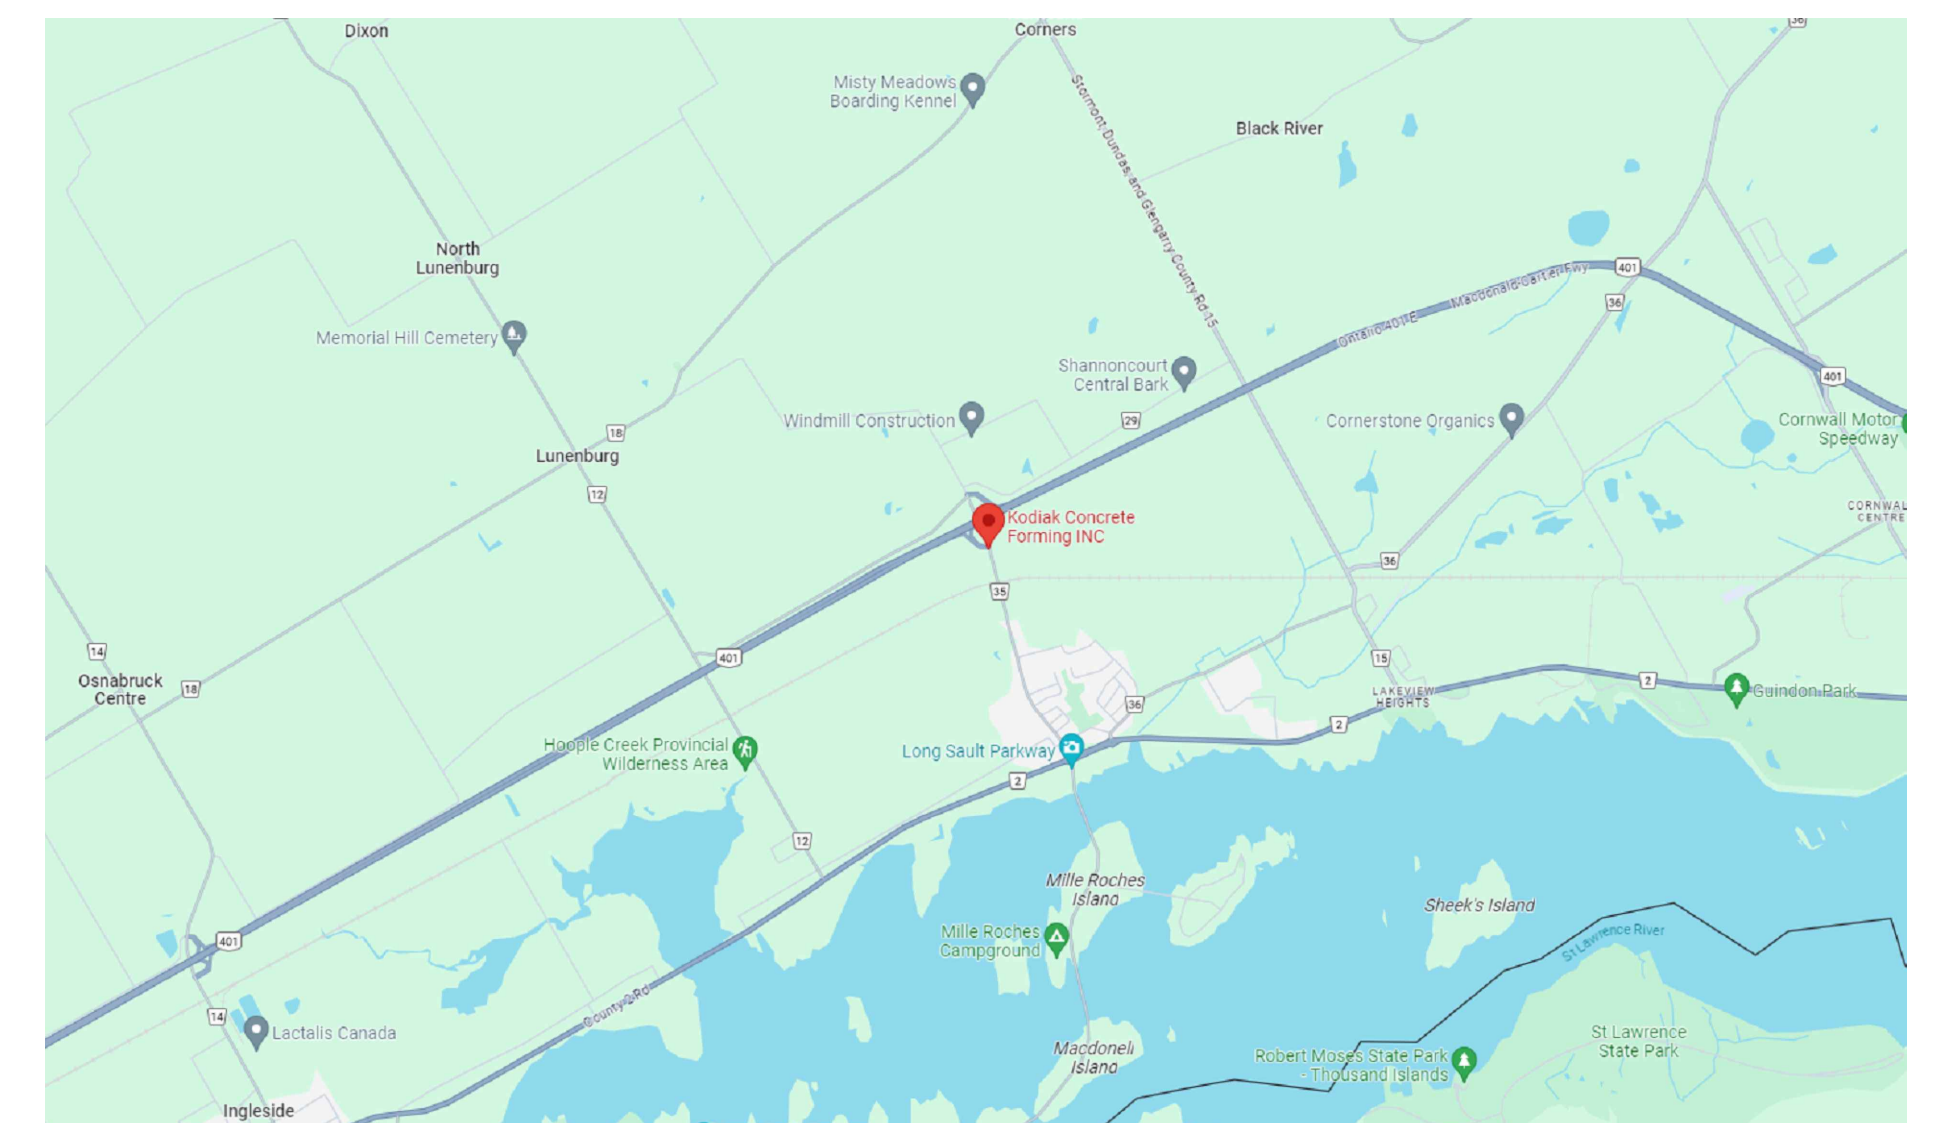 Dixon
Corners
36
Misty Meadows
Boarding Kennel
Stormont, Dundas, and Glengarry County Rd 15
Black River
North
Lunenburg
401
Macdonald-Cartier Fwy
36
Ontario 401 E
Memorial Hill Cemetery
Shannoncourt
Central Bark
401
Windmill Construction
29
Cornerstone Organics
Cornwall Motor
Speedway
18
Lunenburg
12
CORNWAL
CENTRE
Kodiak Concrete
Forming INC
36
35
14
401
15
Osnabruck
Centre
18
2
Guindon Park
LAKEVIEW
HEIGHTS
36
2
Hoople Creek Provincial
Wilderness Area
Long Sault Parkway
2
12
Mille Roches
Island
Sheek's Island
401
Mille Roches
Campground
St Lawrence River
County 2 Rd
14
Lactalis Canada
St Lawrence
State Park
Macdonell
Island
Robert Moses State Park
- Thousand Islands
Ingleside